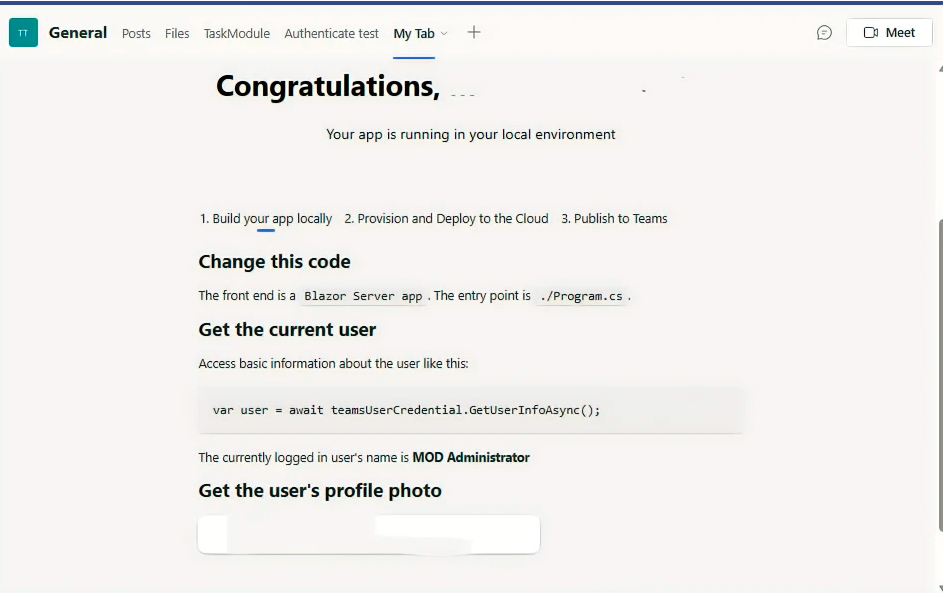 TT General Posts Files TaskModule Authenticate test My Tab Meet
Congratulations,
Your app is running in your local environment
1. Build your app locally 2. Provision and Deploy to the Cloud 3. Publish to Teams
Change this code
The front end is a Blazor Server app . The entry point is ./Program.cs .
Get the current user
Access basic information about the user like this:
var user = await teamsUserCredential.GetUserInfoAsync();
The currently logged in user's name is MOD Administrator
Get the user's profile photo